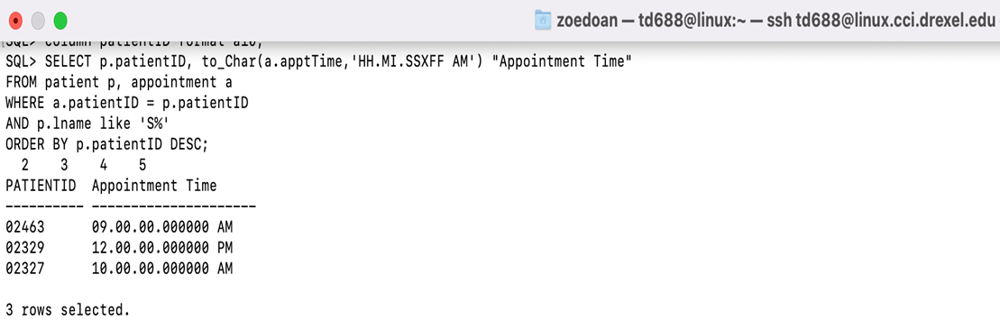 zoedoan — td688@linux:~ — ssh td688@linux.cci.drexel.edu
SQL> column patientID format a10;
SQL> SELECT p.patientID, to_Char(a.apptTime,'HH.MI.SSXFF AM') "Appointment Time"
FROM patient p, appointment a
WHERE a.patientID = p.patientID
AND p.lname like 'S%'
ORDER BY p.patientID DESC;
  2    3    4    5
PATIENTID  Appointment Time
---------- ---------------------
02463      09.00.00.000000 AM
02329      12.00.00.000000 PM
02327      10.00.00.000000 AM
3 rows selected.